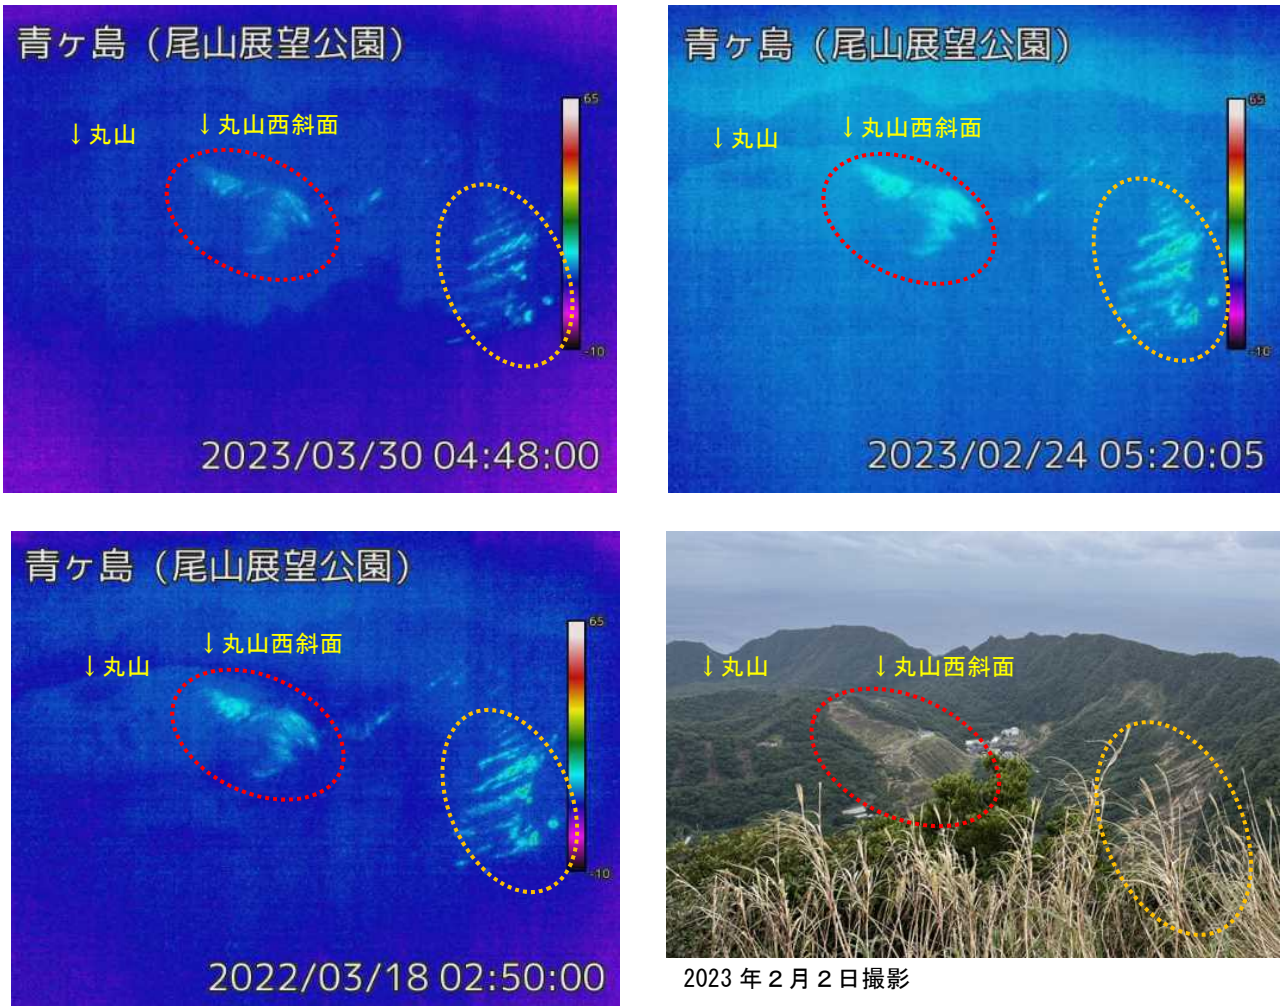 青ヶ島（尾山展望公園）
65
↓丸山
↓丸山西斜面
-10
2023/03/30 04:48:00
青ヶ島（尾山展望公園）
65
↓丸山
↓丸山西斜面
-10
2023/02/24 05:20:05
青ヶ島（尾山展望公園）
65
↓丸山
↓丸山西斜面
-10
2022/03/18 02:50:00
↓丸山
↓丸山西斜面
2023年２月２日撮影